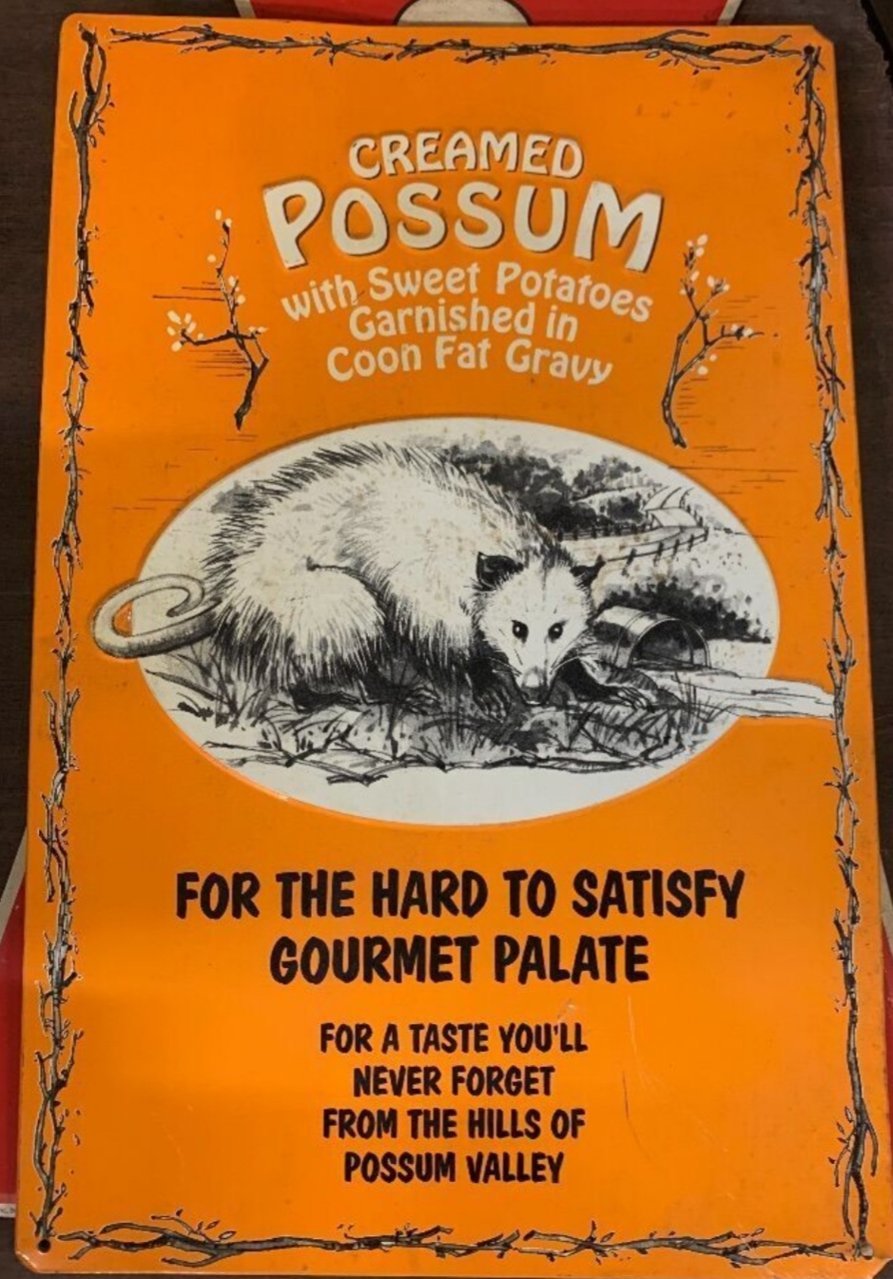 CREAMED
POSSUM
with Sweet Potatoes
Garnished in
Coon Fat Gravy
FOR THE HARD TO SATISFY
GOURMET PALATE
FOR A TASTE YOU'LL
NEVER FORGET
FROM THE HILLS OF
POSSUM VALLEY